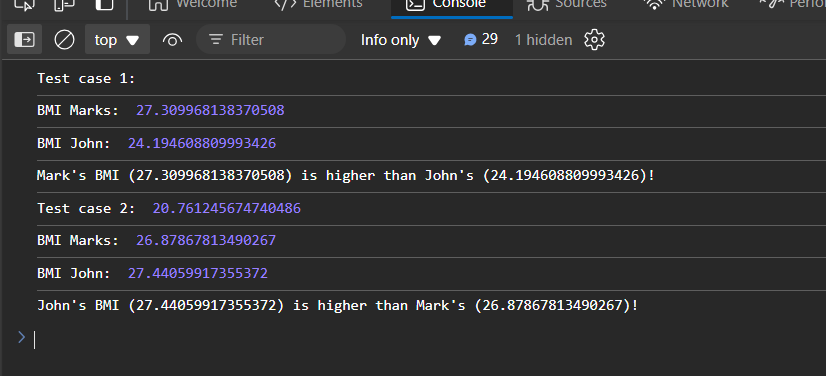 Welcome Elements Console Sources Network
top Filter Info only 29 1 hidden
Test case 1:
BMI Marks: 27.309968138370508
BMI John: 24.194608809993426
Mark's BMI (27.309968138370508) is higher than John's (24.194608809993426)!
Test case 2: 20.761245674740486
BMI Marks: 26.87867813490267
BMI John: 27.44059917355372
John's BMI (27.44059917355372) is higher than Mark's (26.87867813490267)!